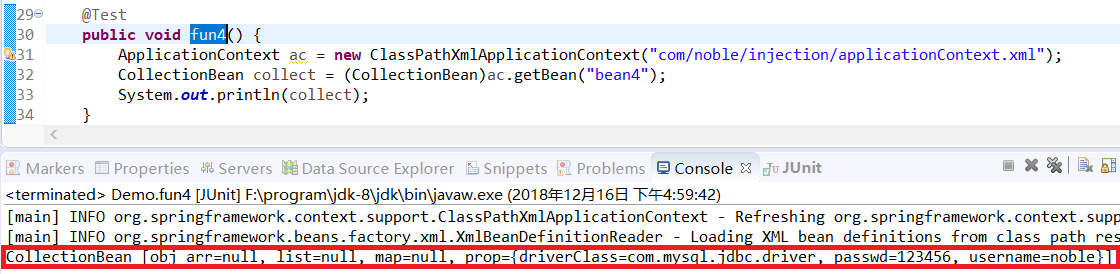 29 @Test
30 public void fun4() {
31 ApplicationContext ac = new ClassPathXmlApplicationContext("com/noble/injection/applicationContext.xml");
32 CollectionBean collect = (CollectionBean)ac.getBean("bean4");
33 System.out.println(collect);
34 }
Markers Properties Servers Data Source Explorer Snippets Problems Console JUnit
<terminated> Demo.fun4 [JUnit] F:\program\jdk-8\jdk\bin\javaw.exe (2018年12月16日 下午4:59:42)
[main] INFO org.springframework.context.support.ClassPathXmlApplicationContext - Refreshing org.springframework.context.supp
[main] INFO org.springframework.beans.factory.xml.XmlBeanDefinitionReader - Loading XML bean definitions from class path res
CollectionBean [obj arr=null, list=null, map=null, prop={driverClass=com.mysql.jdbc.driver, passwd=123456, username=noble}]